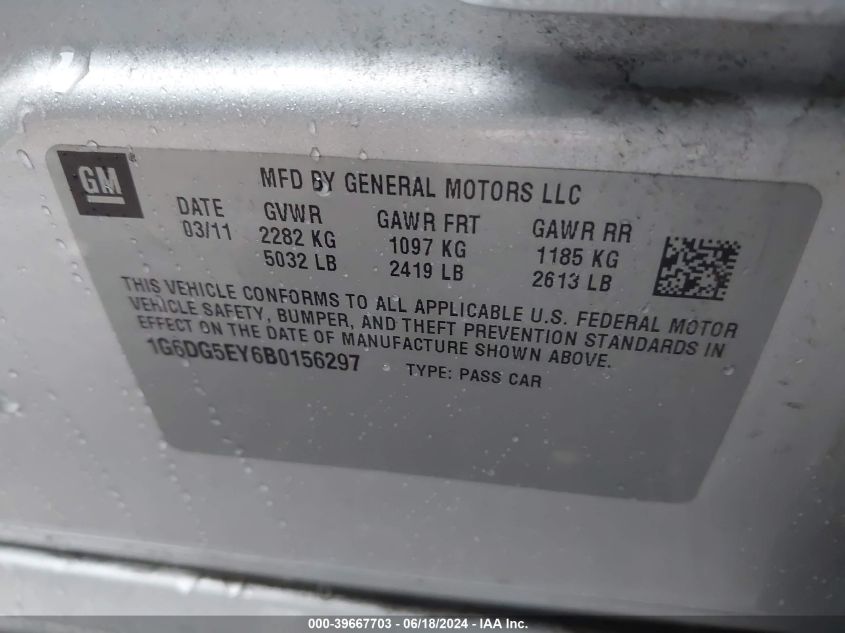 GM
MFD BY GENERAL MOTORS LLC
DATE GVWR GAWR FRT GAWR RR
03/11 2282 KG 1097 KG 1185 KG
5032 LB 2419 LB 2613 LB
THIS VEHICLE CONFORMS TO ALL APPLICABLE U.S. FEDERAL MOTOR
VEHICLE SAFETY, BUMPER, AND THEFT PREVENTION STANDARDS IN
EFFECT ON THE DATE OF MANUFACTURE SHOWN ABOVE.
1G6DG5EY6B0156297 TYPE: PASS CAR
000-39667703 - 06/18/2024 - IAAI.COM